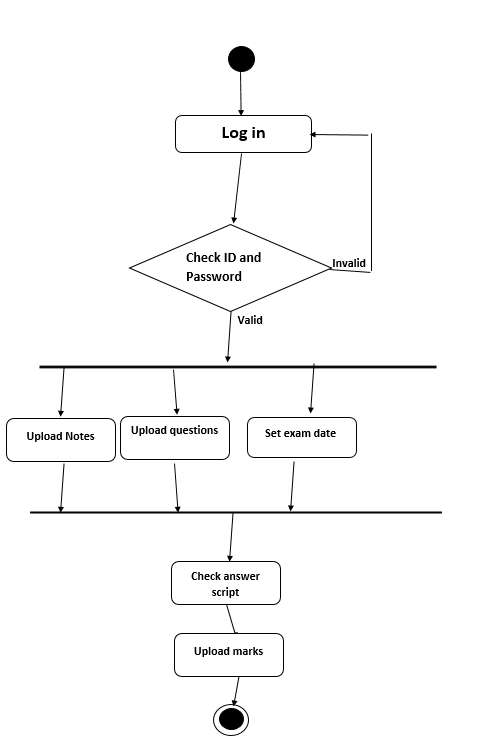 Log in
Check ID and
Password
Invalid
Valid
Upload Notes
Upload questions
Set exam date
Check answer
script
Upload marks